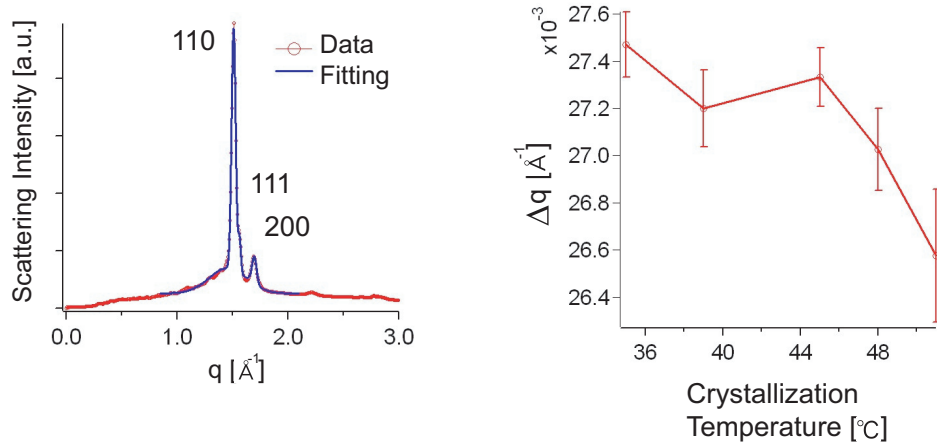 Scattering Intensity [a.u.]
110
111
200
Data
Fitting
0.0
1.0
2.0
3.0
q [Å⁻¹]
x10⁻³
27.6
27.4
27.2
27.0
26.8
26.6
26.4
Δq [Å⁻¹]
36
40
44
48
Crystallization
Temperature [°C]